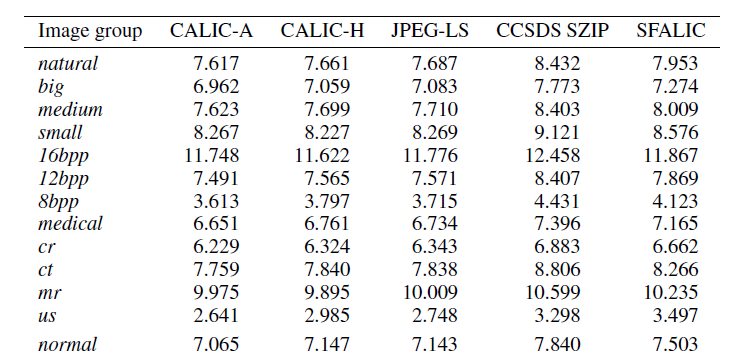 Image group CALIC-A CALIC-H JPEG-LS CCSDS SZIP SFALIC
natural 7.617 7.661 7.687 8.432 7.953
big 6.962 7.059 7.083 7.773 7.274
medium 7.623 7.699 7.710 8.403 8.009
small 8.267 8.227 8.269 9.121 8.576
16bpp 11.748 11.622 11.776 12.458 11.867
12bpp 7.491 7.565 7.571 8.407 7.869
8bpp 3.613 3.797 3.715 4.431 4.123
medical 6.651 6.761 6.734 7.396 7.165
cr 6.229 6.324 6.343 6.883 6.662
ct 7.759 7.840 7.838 8.806 8.266
mr 9.975 9.895 10.009 10.599 10.235
us 2.641 2.985 2.748 3.298 3.497
normal 7.065 7.147 7.143 7.840 7.503